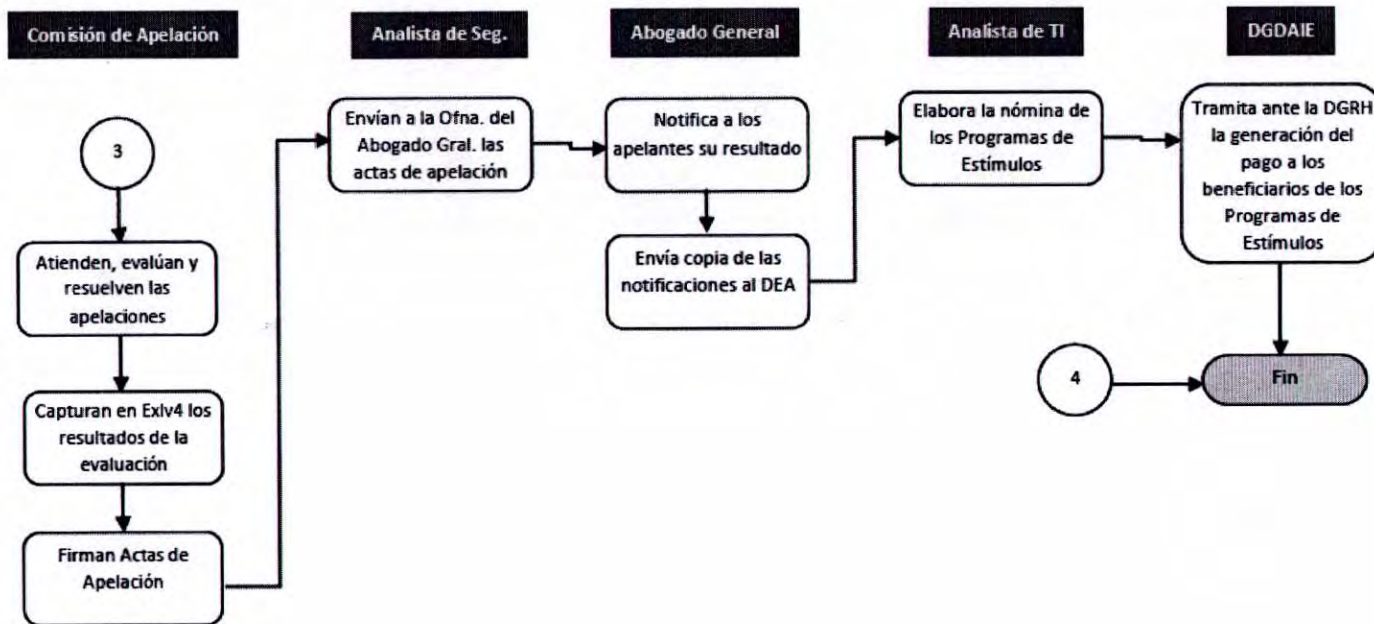 Comisión de Apelación
Analista de Seg.
Abogado General
Analista de TI
DGDAIE
3
Atienden, evalúan y
resuelven las
apelaciones
Capturan en Exlv4 los
resultados de la
evaluación
Firman Actas de
Apelación
Envían a la Ofna. del
Abogado Gral. las
actas de apelación
Notifica a los
apelantes su resultado
Envía copia de las
notificaciones al DEA
Elabora la nómina de
los Programas de
Estímulos
Tramita ante la DGRH
la generación del
pago a los
beneficiarios de los
Programas de
Estímulos
4
Fin